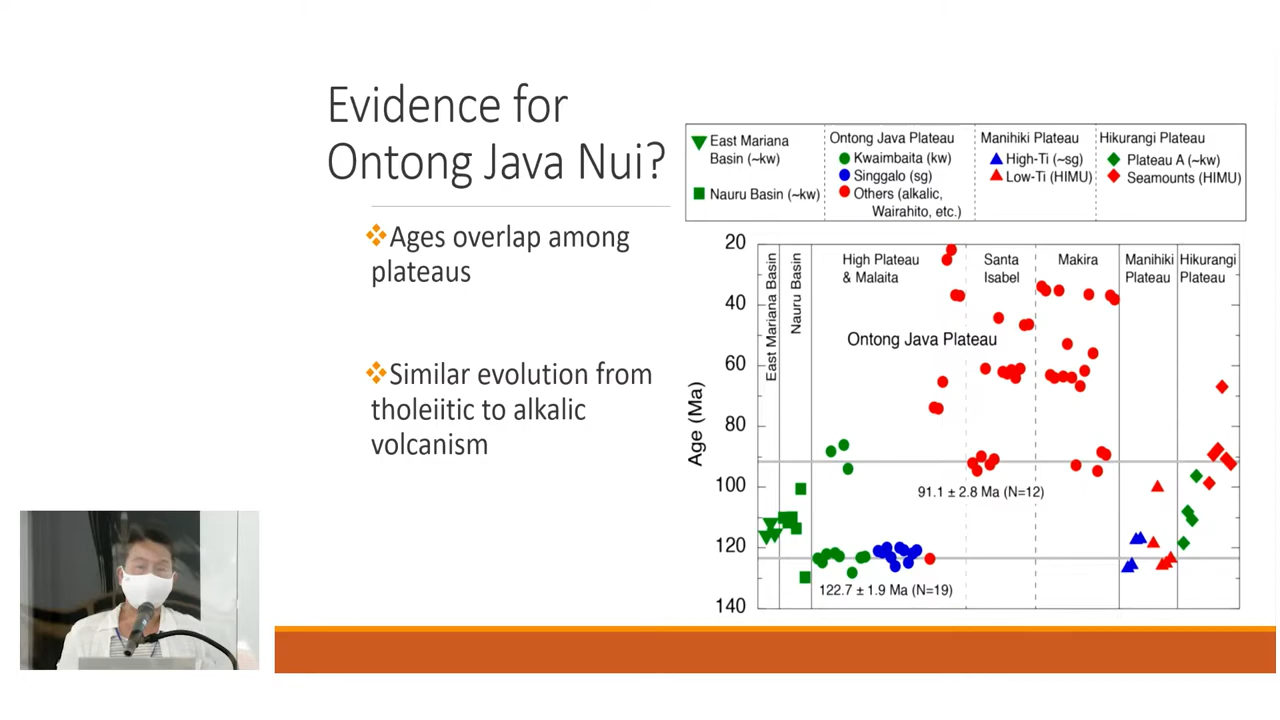 Evidence for
Ontong Java Nui?
❖Ages overlap among
plateaus
❖Similar evolution from
tholeiitic to alkalic
volcanism
East Mariana
Basin (~kw)
Nauru Basin (~kw)
Ontong Java Plateau
Kwaimbaita (kw)
Singgalo (sg)
Others (alkalic,
Wairahito, etc.)
Manihiki Plateau
High-Ti (~sg)
Low-Ti (HIMU)
Hikurangi Plateau
Plateau A (~kw)
Seamounts (HIMU)
Age (Ma)
20
40
60
80
100
120
140
East Mariana Basin
Nauru Basin
High Plateau
& Malaita
Santa
Isabel
Makira
Manihiki
Plateau
Hikurangi
Plateau
Ontong Java Plateau
91.1 ± 2.8 Ma (N=12)
122.7 ± 1.9 Ma (N=19)